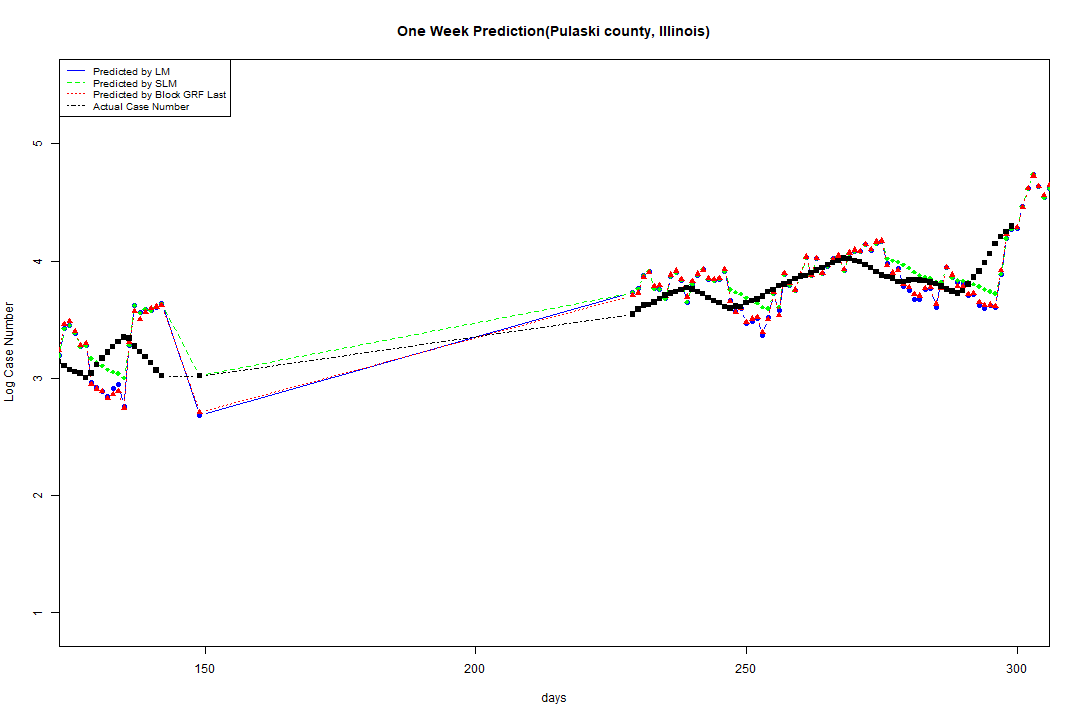 One Week Prediction(Pulaski county, Illinois)
Predicted by LM
Predicted by SLM
Predicted by Block GRF Last
Actual Case Number
5
4
3
2
1
Log Case Number
150
200
250
300
days